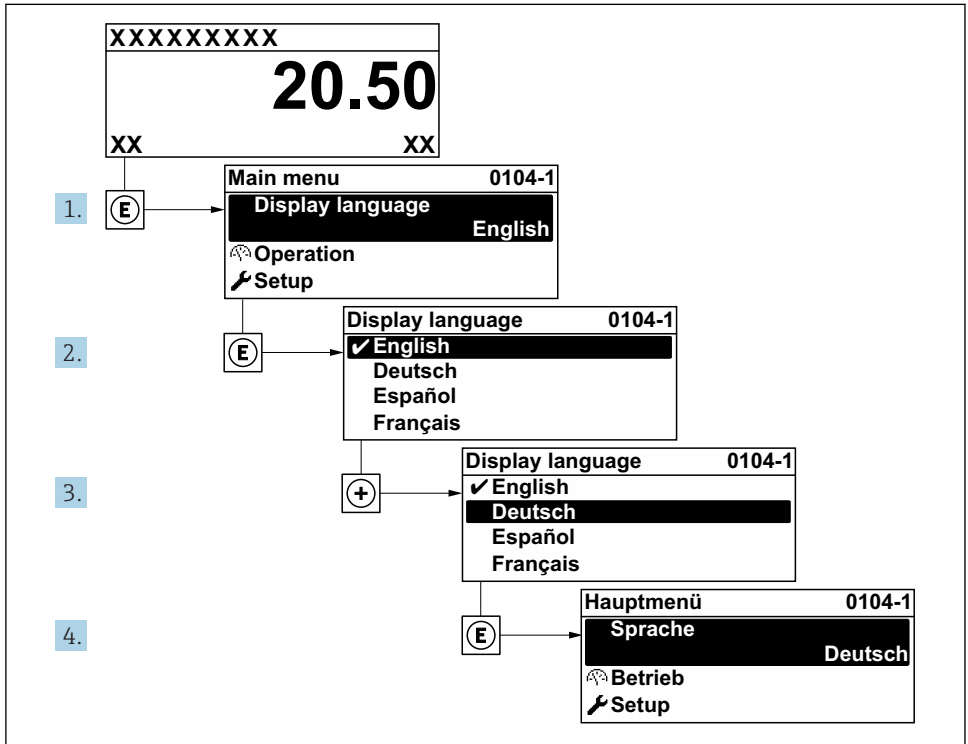 XXXXXXXXX
20.50
XX XX
1. E
Main menu 0104-1
Display language
English
Operation
Setup
2. E
Display language 0104-1
✔English
Deutsch
Español
Français
3. +
Display language 0104-1
✔English
Deutsch
Español
Français
4. E
Hauptmenü 0104-1
Sprache
Deutsch
Betrieb
Setup